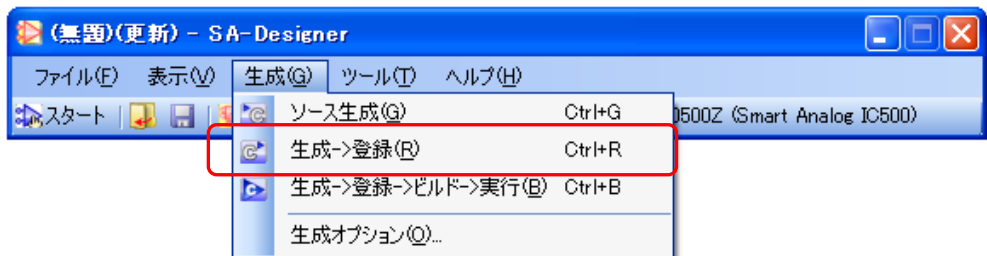 (無題)(更新) - SA-Designer
ファイル(F) 表示(V) 生成(G) ツール(T) ヘルプ(H)
スタート
ソース生成(G) Ctrl+G
0500Z (Smart Analog IC500)
生成->登録(R) Ctrl+R
生成->登録->ビルド->実行(B) Ctrl+B
生成オプション(O)...